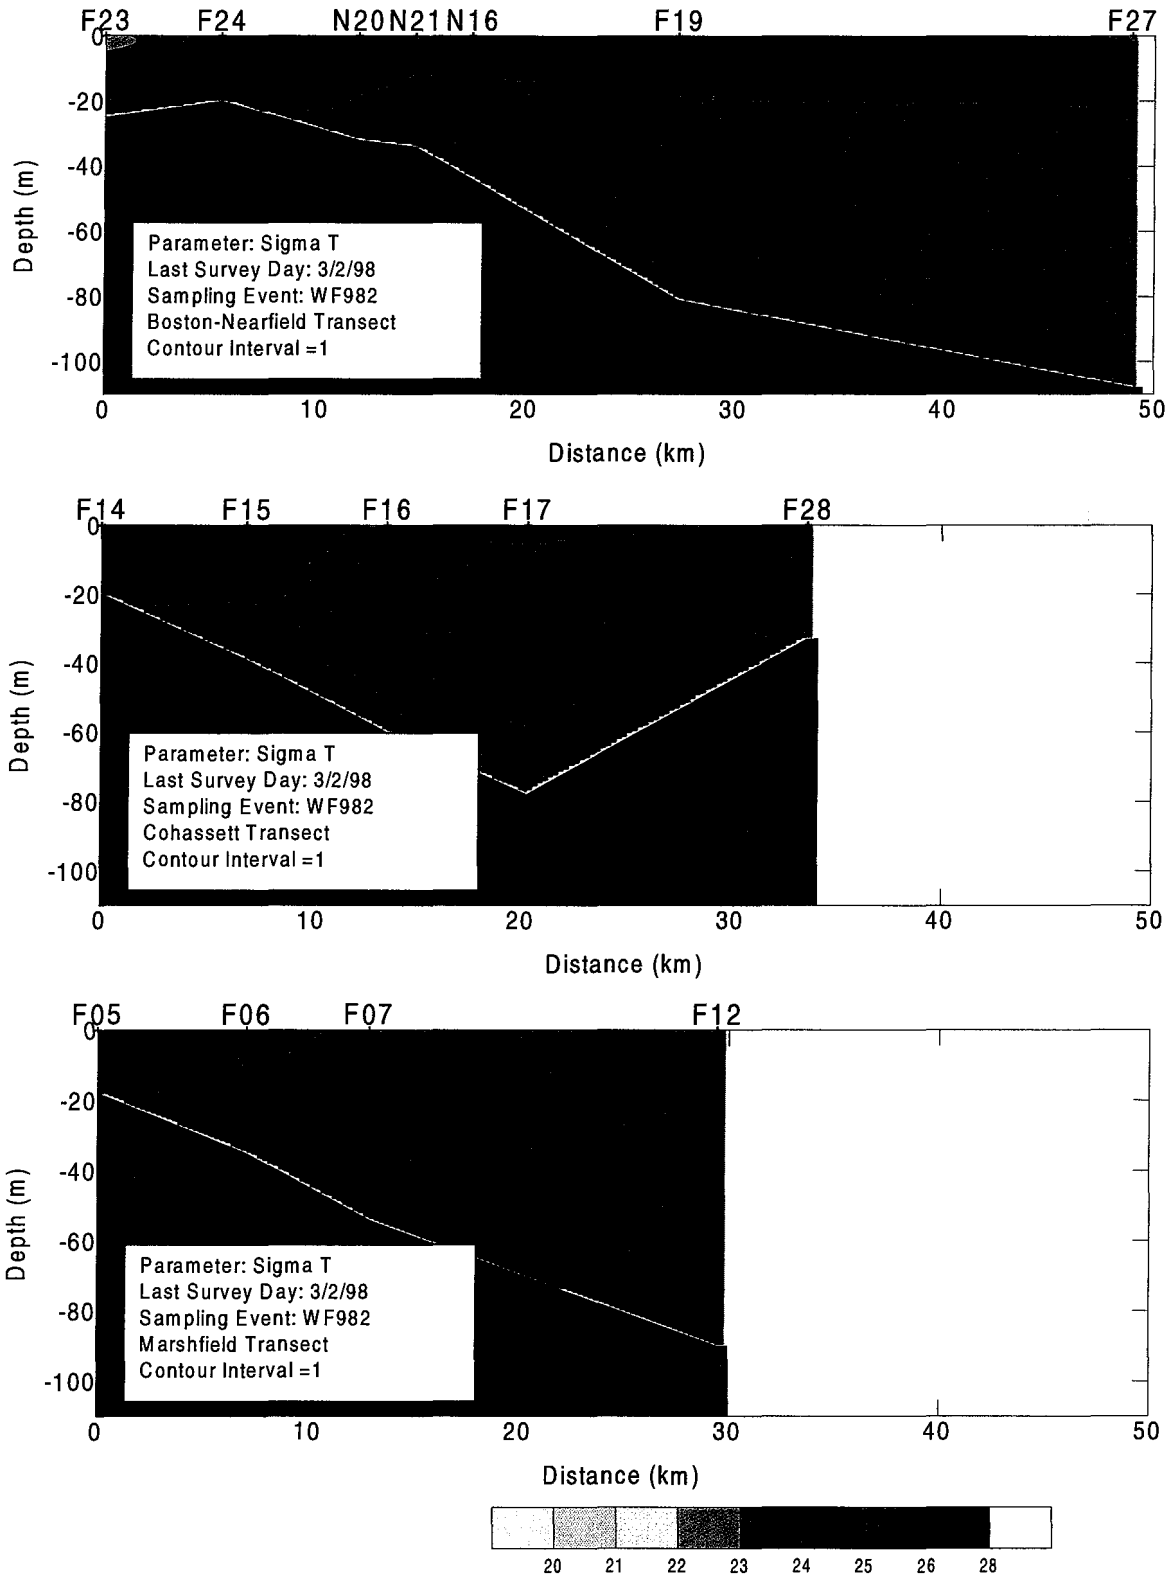 F23 F24 N20 N21 N16 F19 F27
0
-20
-40
-60
-80
-100
Depth (m)
Parameter: Sigma T
Last Survey Day: 3/2/98
Sampling Event: WF982
Boston-Nearfield Transect
Contour Interval =1
0 10 20 30 40 50
Distance (km)
F14 F15 F16 F17 F28
0
-20
-40
-60
-80
-100
Depth (m)
Parameter: Sigma T
Last Survey Day: 3/2/98
Sampling Event: WF982
Cohassett Transect
Contour Interval =1
0 10 20 30 40 50
Distance (km)
F05 F06 F07 F12
0
-20
-40
-60
-80
-100
Depth (m)
Parameter: Sigma T
Last Survey Day: 3/2/98
Sampling Event: WF982
Marshfield Transect
Contour Interval =1
0 10 20 30 40 50
Distance (km)
20 21 22 23 24 25 26 28